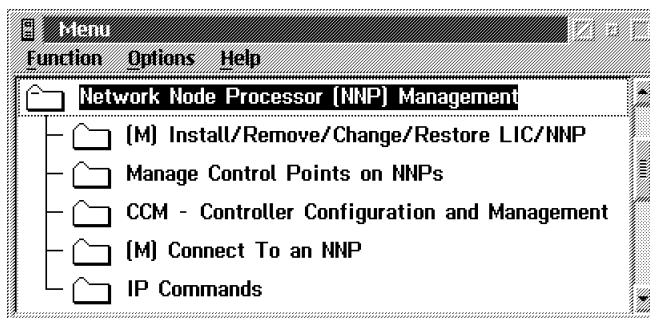 Menu
Function Options Help
Network Node Processor (NNP) Management
(M) Install/Remove/Change/Restore LIC/NNP
Manage Control Points on NNPs
CCM - Controller Configuration and Management
(M) Connect To an NNP
IP Commands